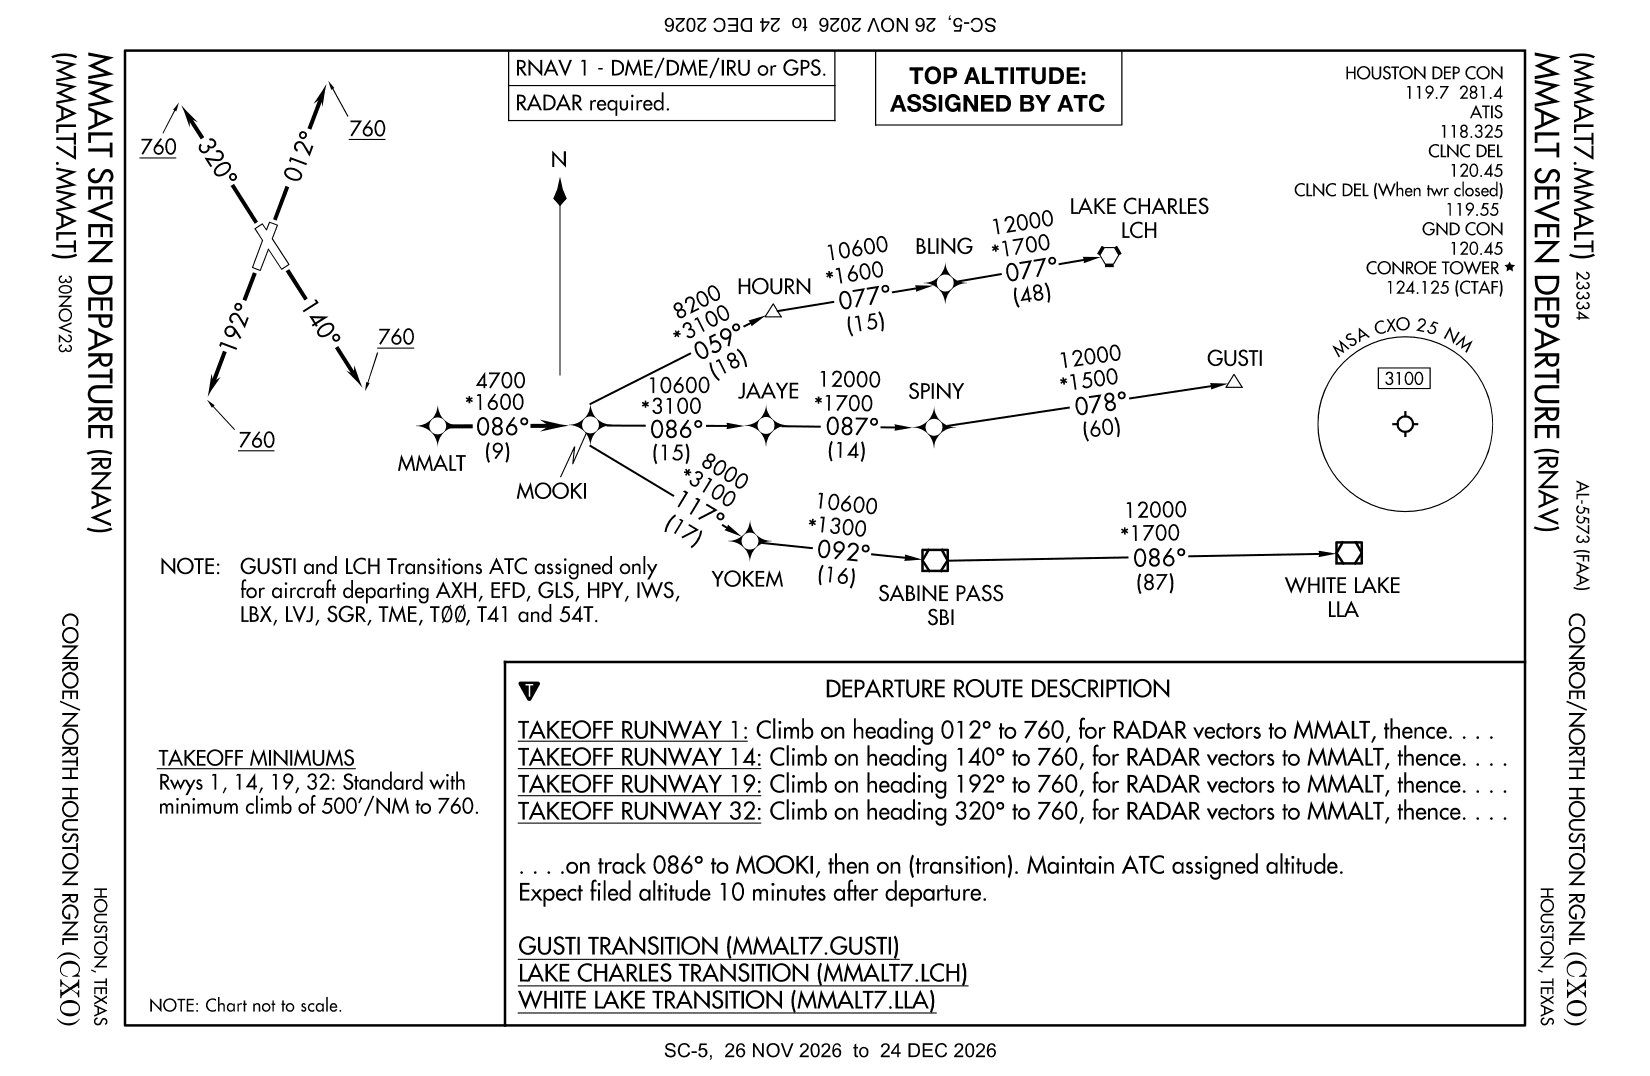 SC-5, 26 NOV 2026 to 24 DEC 2026
(MMALT7.MMALT) 30NOV23
MMALT SEVEN DEPARTURE (RNAV)
CONROE/NORTH HOUSTON RGNL (CXO)
HOUSTON, TEXAS
RNAV 1 - DME/DME/IRU or GPS.
RADAR required.
TOP ALTITUDE:
ASSIGNED BY ATC
HOUSTON DEP CON
119.7 281.4
ATIS
118.325
CLNC DEL
120.45
CLNC DEL (When twr closed)
119.55
GND CON
120.45
CONROE TOWER ★
124.125 (CTAF)
760
320°
012°
760
192°
140°
760
760
N
MSA CXO 25 NM
3100
MMALT
4700
*1600
086°
(9)
MOOKI
8200
*3100
059°
(18)
HOURN
10600
*1600
077°
(15)
BLING
12000
*1700
077°
(48)
LAKE CHARLES
LCH
10600
*3100
086°
(15)
JAAYE
12000
*1700
087°
(14)
SPINY
12000
*1500
078°
(60)
GUSTI
8000
*3100
117°
(17)
YOKEM
10600
*1300
092°
(16)
SABINE PASS
SBI
12000
*1700
086°
(87)
WHITE LAKE
LLA
NOTE: GUSTI and LCH Transitions ATC assigned only
for aircraft departing AXH, EFD, GLS, HPY, IWS,
LBX, LVJ, SGR, TME, TØØ, T41 and 54T.
TAKEOFF MINIMUMS
Rwys 1, 14, 19, 32: Standard with
minimum climb of 500'/NM to 760.
NOTE: Chart not to scale.
T
DEPARTURE ROUTE DESCRIPTION
TAKEOFF RUNWAY 1: Climb on heading 012° to 760, for RADAR vectors to MMALT, thence. . . .
TAKEOFF RUNWAY 14: Climb on heading 140° to 760, for RADAR vectors to MMALT, thence. . . .
TAKEOFF RUNWAY 19: Climb on heading 192° to 760, for RADAR vectors to MMALT, thence. . . .
TAKEOFF RUNWAY 32: Climb on heading 320° to 760, for RADAR vectors to MMALT, thence. . . .
. . . .on track 086° to MOOKI, then on (transition). Maintain ATC assigned altitude.
Expect filed altitude 10 minutes after departure.
GUSTI TRANSITION (MMALT7.GUSTI)
LAKE CHARLES TRANSITION (MMALT7.LCH)
WHITE LAKE TRANSITION (MMALT7.LLA)
(MMALT7.MMALT) 23334
MMALT SEVEN DEPARTURE (RNAV)
AL-5573 (FAA)
CONROE/NORTH HOUSTON RGNL (CXO)
HOUSTON, TEXAS
SC-5, 26 NOV 2026 to 24 DEC 2026